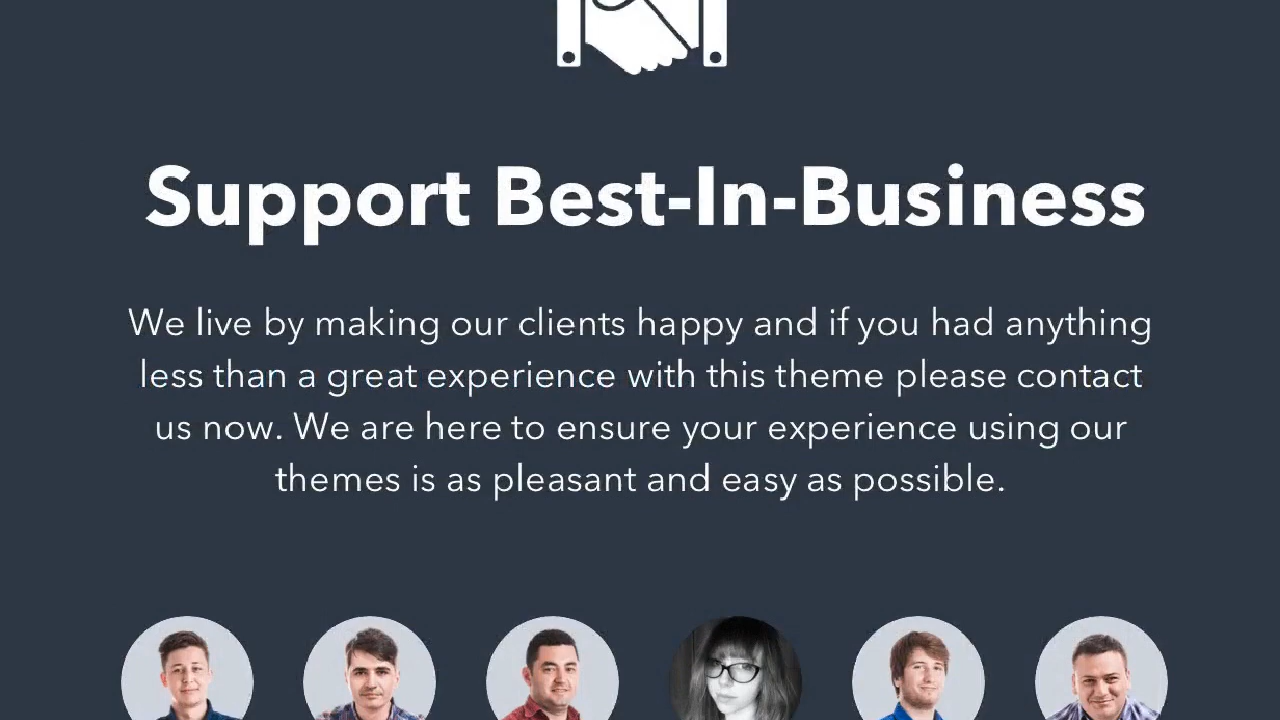 Support Best-In-Business
We live by making our clients happy and if you had anything
less than a great experience with this theme please contact
us now. We are here to ensure your experience using our
themes is as pleasant and easy as possible.